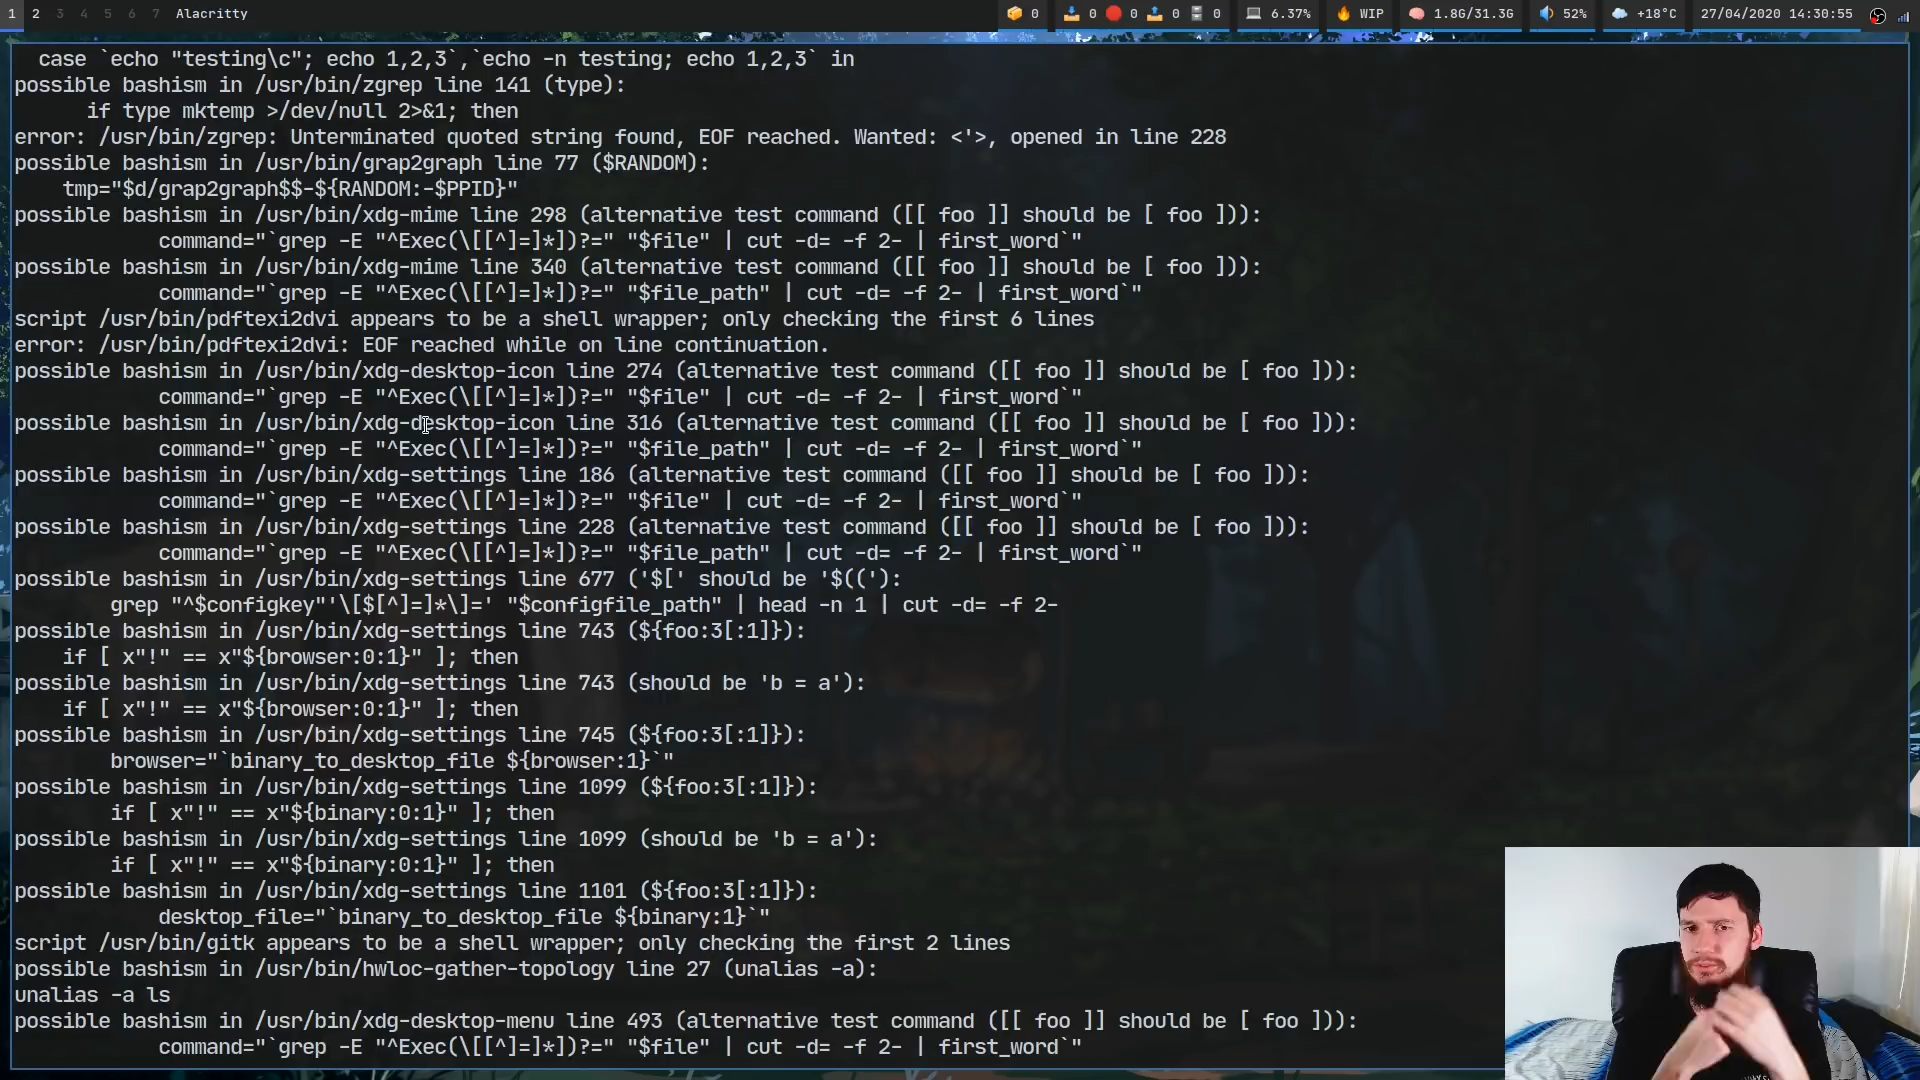 1 2 3 4 5 6 7 Alacritty 0 0 0 0 0 6.37% WIP 1.8G/31.3G 52% +18°C 27/04/2020 14:30:55
case `echo "testing\c"; echo 1,2,3`,`echo -n testing; echo 1,2,3` in
possible bashism in /usr/bin/zgrep line 141 (type):
if type mktemp >/dev/null 2>&1; then
error: /usr/bin/zgrep: Unterminated quoted string found, EOF reached. Wanted: <'>, opened in line 228
possible bashism in /usr/bin/grap2graph line 77 ($RANDOM):
tmp="$d/grap2graph$$-${RANDOM:-$PPID}"
possible bashism in /usr/bin/xdg-mime line 298 (alternative test command ([[ foo ]] should be [ foo ])):
command="`grep -E "^Exec(\[[^]=]*])?=" "$file" | cut -d= -f 2- | first_word`"
possible bashism in /usr/bin/xdg-mime line 340 (alternative test command ([[ foo ]] should be [ foo ])):
command="`grep -E "^Exec(\[[^]=]*])?=" "$file_path" | cut -d= -f 2- | first_word`"
script /usr/bin/pdftexi2dvi appears to be a shell wrapper; only checking the first 6 lines
error: /usr/bin/pdftexi2dvi: EOF reached while on line continuation.
possible bashism in /usr/bin/xdg-desktop-icon line 274 (alternative test command ([[ foo ]] should be [ foo ])):
command="`grep -E "^Exec(\[[^]=]*])?=" "$file" | cut -d= -f 2- | first_word`"
possible bashism in /usr/bin/xdg-desktop-icon line 316 (alternative test command ([[ foo ]] should be [ foo ])):
command="`grep -E "^Exec(\[[^]=]*])?=" "$file_path" | cut -d= -f 2- | first_word`"
possible bashism in /usr/bin/xdg-settings line 186 (alternative test command ([[ foo ]] should be [ foo ])):
command="`grep -E "^Exec(\[[^]=]*])?=" "$file" | cut -d= -f 2- | first_word`"
possible bashism in /usr/bin/xdg-settings line 228 (alternative test command ([[ foo ]] should be [ foo ])):
command="`grep -E "^Exec(\[[^]=]*])?=" "$file_path" | cut -d= -f 2- | first_word`"
possible bashism in /usr/bin/xdg-settings line 677 ('$[' should be '$(('):
grep "^$configkey"'\[$[^]=]*\]=' "$configfile_path" | head -n 1 | cut -d= -f 2-
possible bashism in /usr/bin/xdg-settings line 743 (${foo:3[:1]}):
if [ x"!" == x"${browser:0:1}" ]; then
possible bashism in /usr/bin/xdg-settings line 743 (should be 'b = a'):
if [ x"!" == x"${browser:0:1}" ]; then
possible bashism in /usr/bin/xdg-settings line 745 (${foo:3[:1]}):
browser="`binary_to_desktop_file ${browser:1}`"
possible bashism in /usr/bin/xdg-settings line 1099 (${foo:3[:1]}):
if [ x"!" == x"${binary:0:1}" ]; then
possible bashism in /usr/bin/xdg-settings line 1099 (should be 'b = a'):
if [ x"!" == x"${binary:0:1}" ]; then
possible bashism in /usr/bin/xdg-settings line 1101 (${foo:3[:1]}):
desktop_file="`binary_to_desktop_file ${binary:1}`"
script /usr/bin/gitk appears to be a shell wrapper; only checking the first 2 lines
possible bashism in /usr/bin/hwloc-gather-topology line 27 (unalias -a):
unalias -a ls
possible bashism in /usr/bin/xdg-desktop-menu line 493 (alternative test command ([[ foo ]] should be [ foo ])):
command="`grep -E "^Exec(\[[^]=]*])?=" "$file" | cut -d= -f 2- | first_word`"